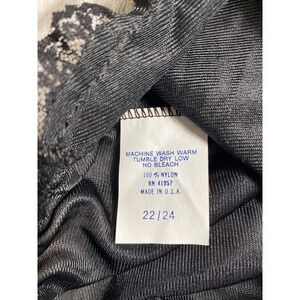 MACHINE WASH WARM
TUMBLE DRY LOW
NO BLEACH
100 % NYLON
RN 41957
MADE IN U.S.A.
22/24